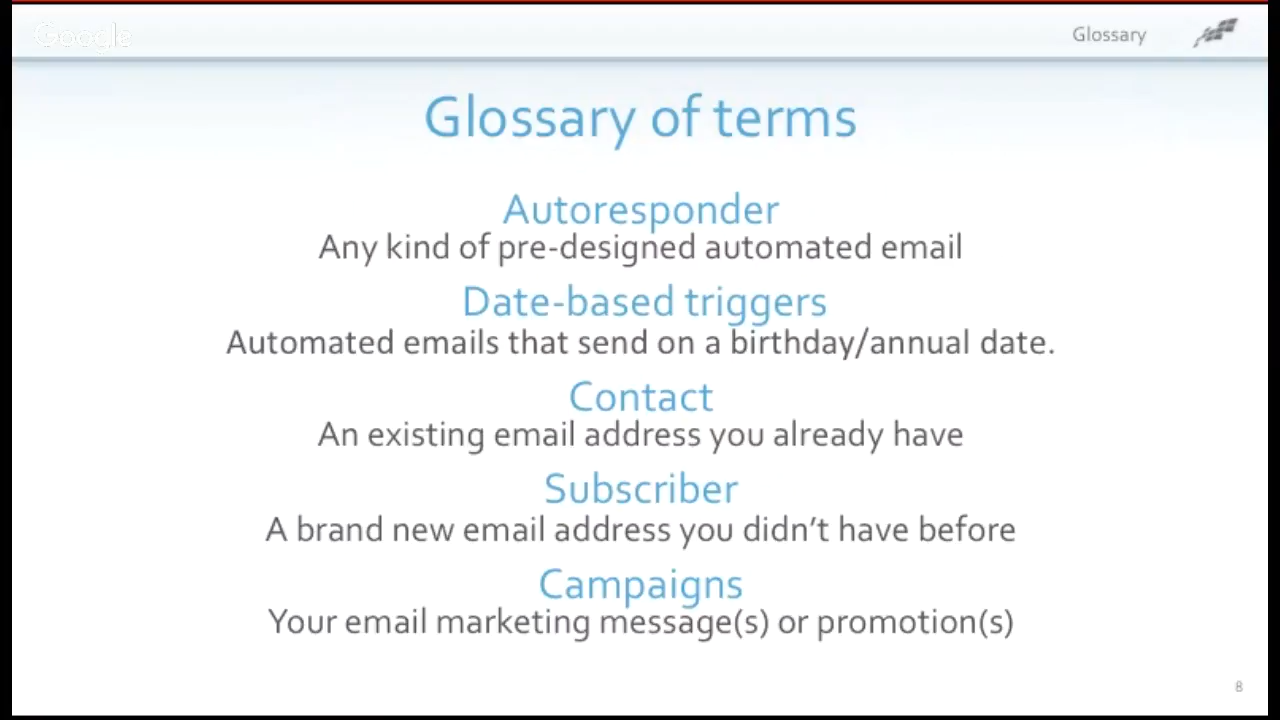 Google
Glossary
Glossary of terms
Autoresponder
Any kind of pre-designed automated email
Date-based triggers
Automated emails that send on a birthday/annual date.
Contact
An existing email address you already have
Subscriber
A brand new email address you didn’t have before
Campaigns
Your email marketing message(s) or promotion(s)
8